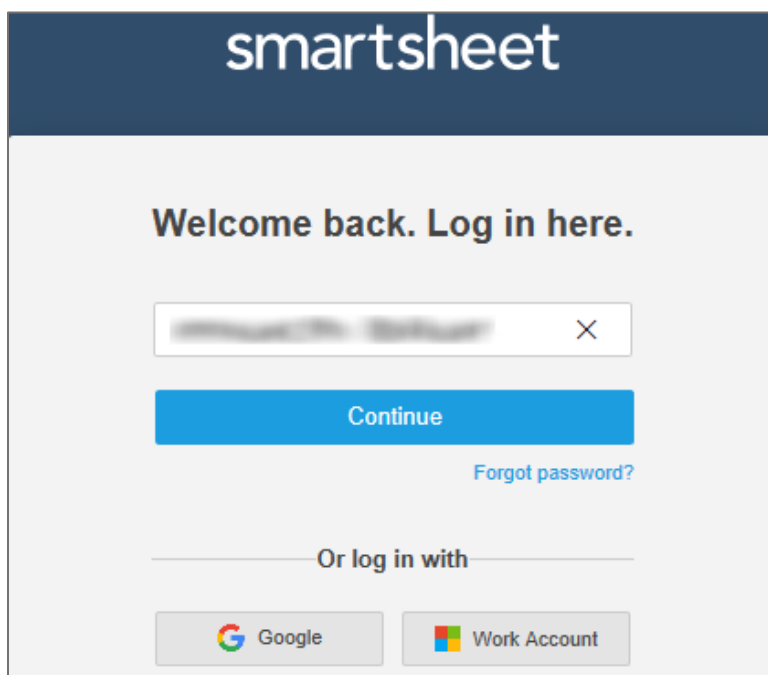 smartsheet
Welcome back. Log in here.
Continue
Forgot password?
Or log in with
Google
Work Account